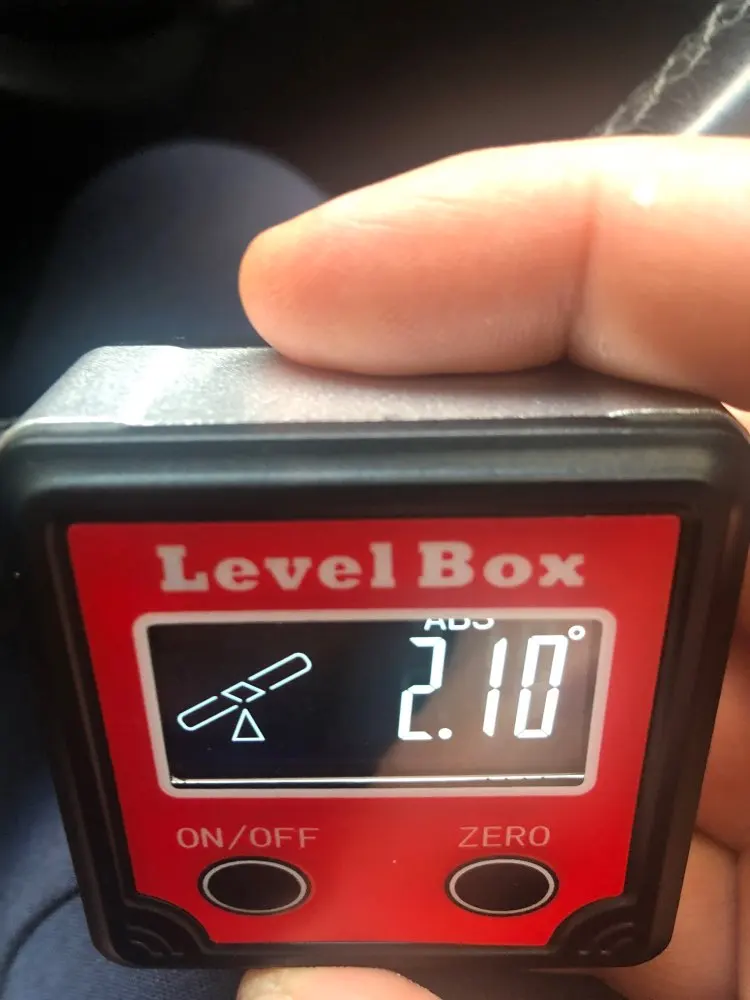 Level Box
ABS
2.10°
ON/OFF
ZERO